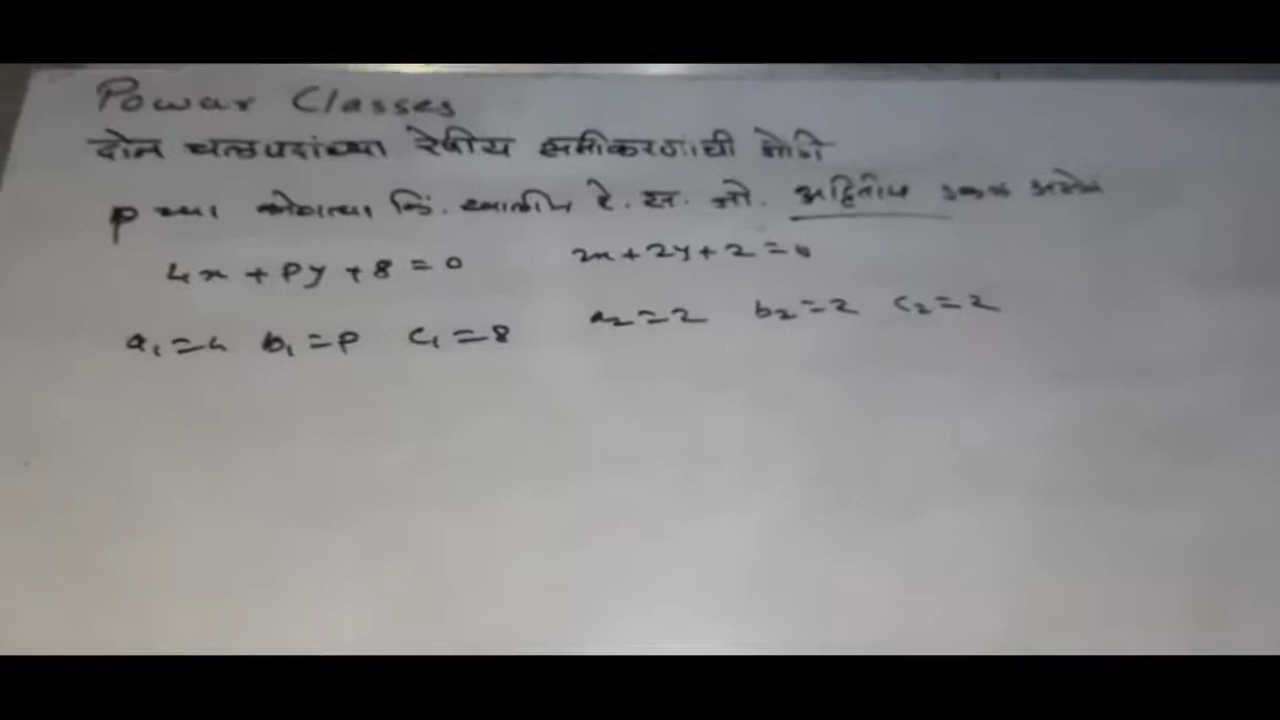 Powar Classes
दोन चलपदांच्या रेषीय समीकरणांची जोडी
p च्या कोणत्या किं. खालील रे. स. जो. अद्वितीय उकल असेल
4x + py + 8 = 0 2x + 2y + 2 = 0
a₁ = 4 b₁ = p c₁ = 8 a₂ = 2 b₂ = 2 c₂ = 2